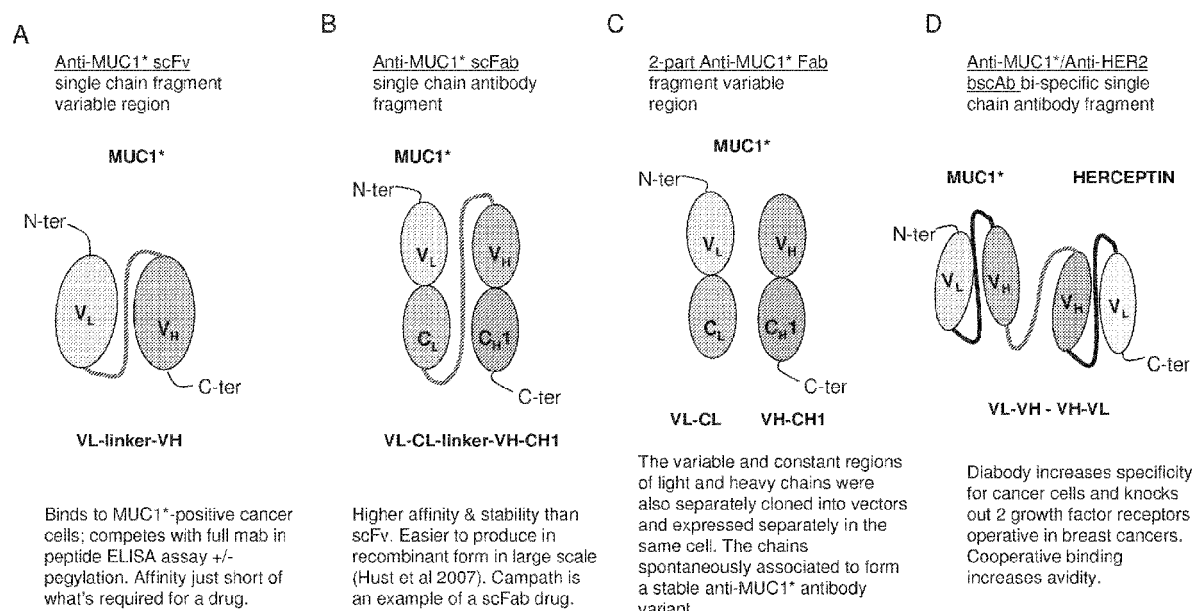 A
Anti-MUC1* scFv
single chain fragment
variable region
MUC1*
N-ter
VL
VH
C-ter
VL-linker-VH
Binds to MUC1*-positive cancer
cells; competes with full mab in
peptide ELISA assay +/-
pegylation. Affinity just short of
what's required for a drug.
B
Anti-MUC1* scFab
single chain antibody
fragment
MUC1*
N-ter
VL
VH
CL
CH1
C-ter
VL-CL-linker-VH-CH1
Higher affinity & stability than
scFv. Easier to produce in
recombinant form in large scale
(Hust et al 2007). Campath is
an example of a scFab drug.
C
2-part Anti-MUC1* Fab
fragment variable
region
MUC1*
N-ter
VL
VH
CL
CH1
C-ter
VL-CL VH-CH1
The variable and constant regions
of light and heavy chains were
also separately cloned into vectors
and expressed separately in the
same cell. The chains
spontaneously associated to form
a stable anti-MUC1* antibody
variant
D
Anti-MUC1*/Anti-HER2
bscAb bi-specific single
chain antibody fragment
MUC1* HERCEPTIN
N-ter
VL
VH
VH
VL
C-ter
VL-VH - VH-VL
Diabody increases specificity
for cancer cells and knocks
out 2 growth factor receptors
operative in breast cancers.
Cooperative binding
increases avidity.